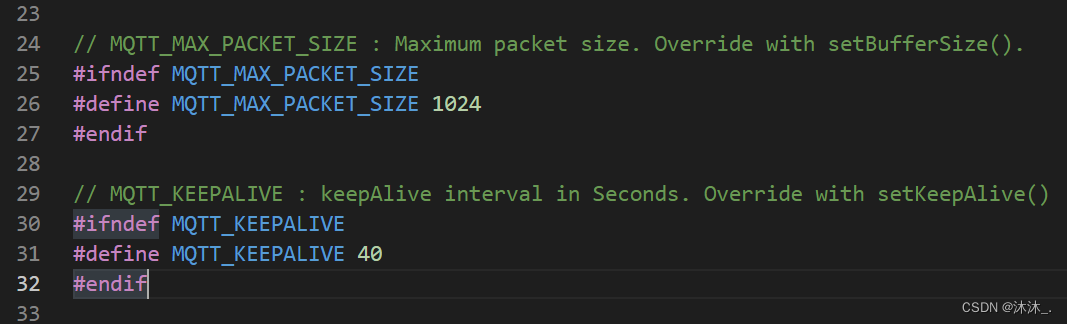 23
24 // MQTT_MAX_PACKET_SIZE : Maximum packet size. Override with setBufferSize().
25 #ifndef MQTT_MAX_PACKET_SIZE
26 #define MQTT_MAX_PACKET_SIZE 1024
27 #endif
28
29 // MQTT_KEEPALIVE : keepAlive interval in Seconds. Override with setKeepAlive()
30 #ifndef MQTT_KEEPALIVE
31 #define MQTT_KEEPALIVE 40
32 #endif
33
CSDN @沐沐_.